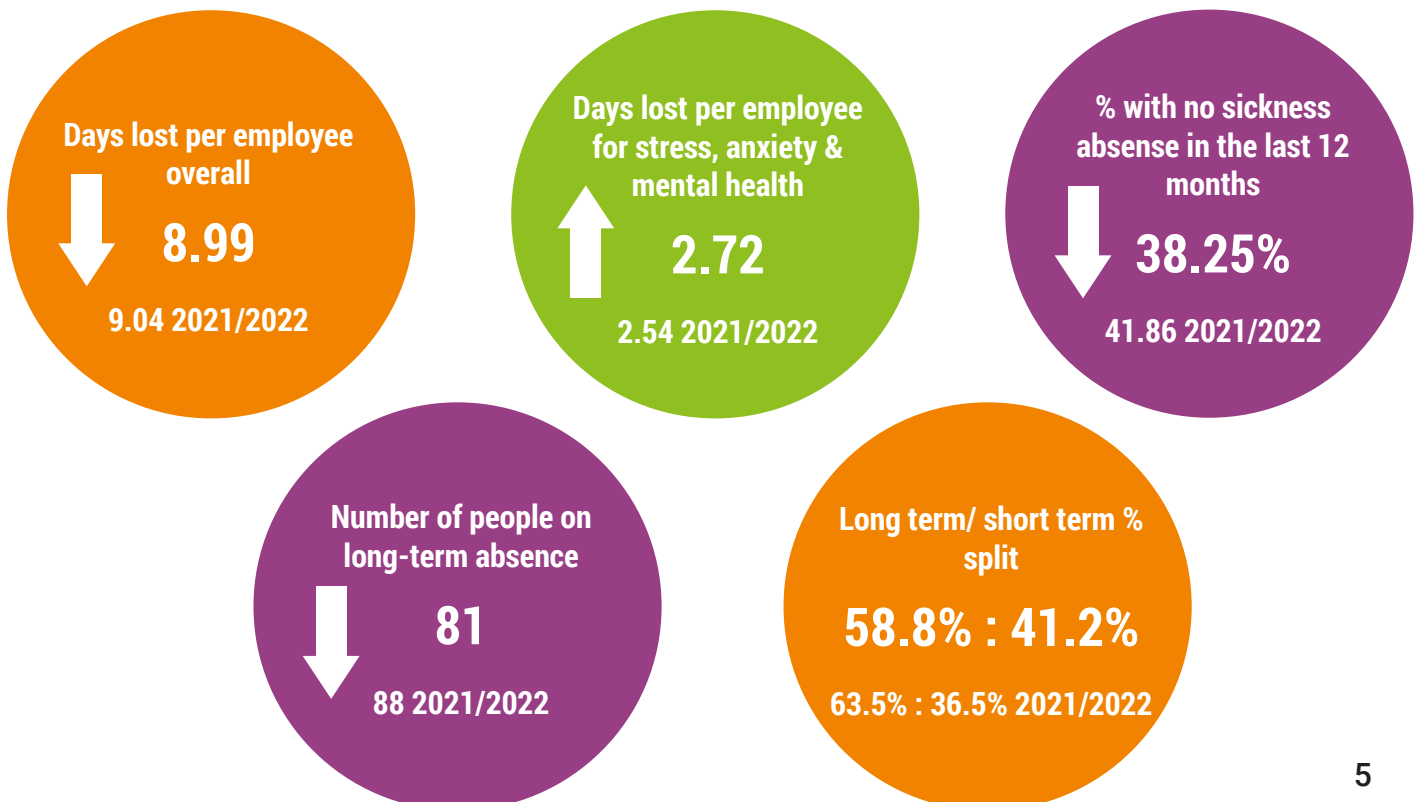 Days lost per employee
overall
8.99
9.04 2021/2022
Days lost per employee
for stress, anxiety &
mental health
2.72
2.54 2021/2022
% with no sickness
absense in the last 12
months
38.25%
41.86 2021/2022
Number of people on
long-term absence
81
88 2021/2022
Long term/ short term %
split
58.8% : 41.2%
63.5% : 36.5% 2021/2022
5